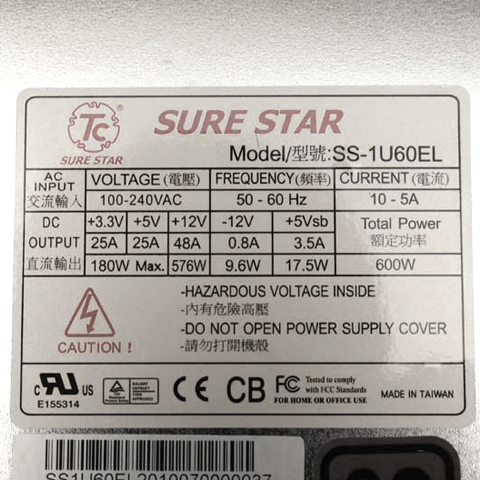 TC ®
SURE STAR
SURE STAR
Model/型號:SS-1U60EL
AC INPUT 交流輸入 VOLTAGE (電壓) FREQUENCY (頻率) CURRENT (電流)
100-240VAC 50 - 60 Hz 10 - 5A
DC OUTPUT 直流輸出 +3.3V +5V +12V -12V +5Vsb Total Power 額定功率
25A 25A 48A 0.8A 3.5A
180W Max. 576W 9.6W 17.5W 600W
-HAZARDOUS VOLTAGE INSIDE
-內有危險高壓
-DO NOT OPEN POWER SUPPLY COVER
-請勿打開機殼
CAUTION !
c RU US
E155314
CE CB FC Tested to comply
with FCC Standards
FOR HOME OR OFFICE USE
MADE IN TAIWAN
SS1U60EL2010070000037